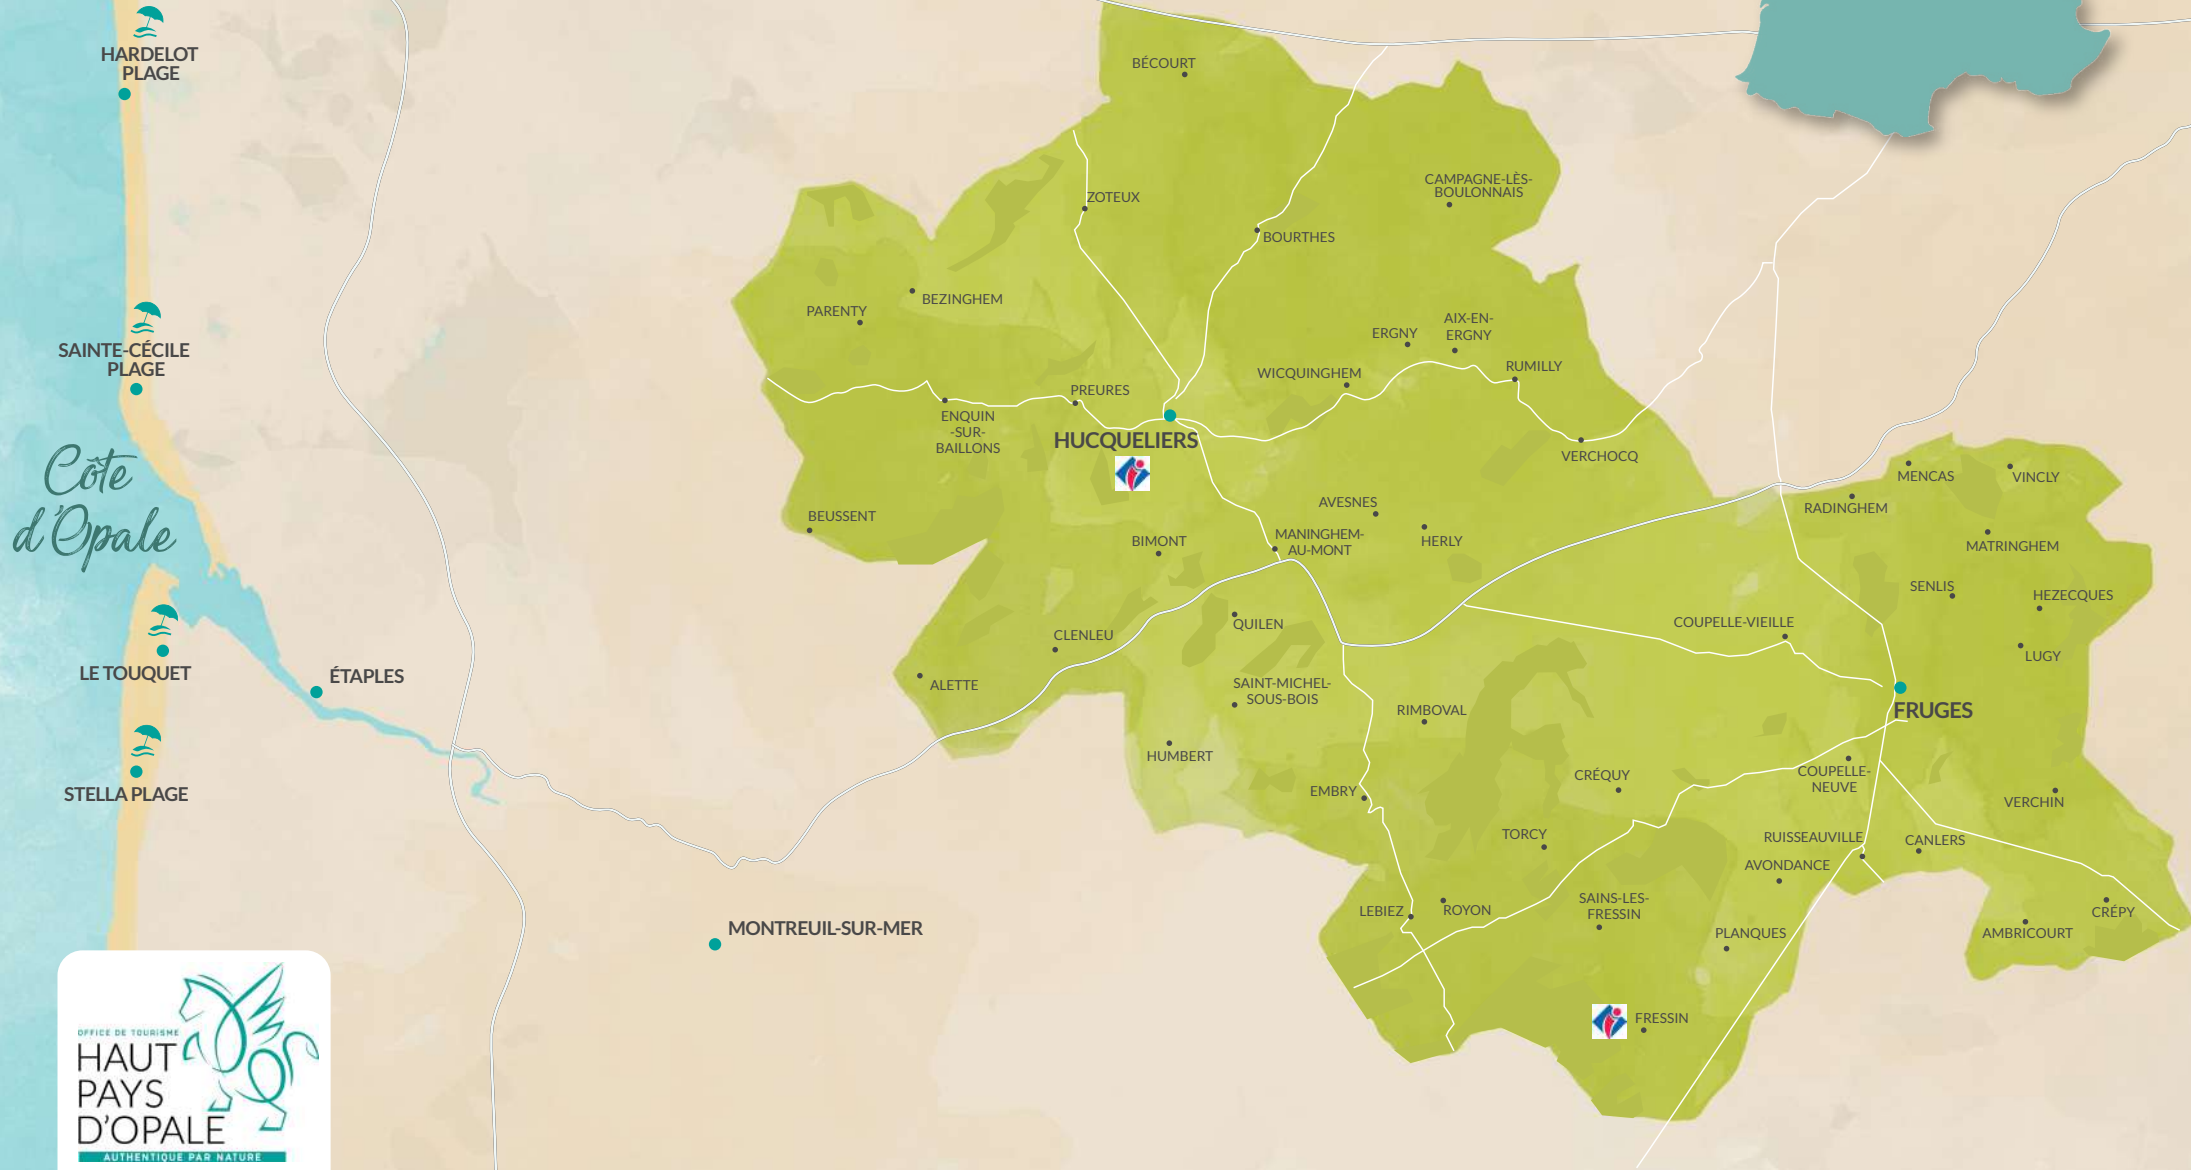 HARDELOT
PLAGE
BÉCOURT
CAMPAGNE-LÈS-
BOULONNAIS
ZOTEUX
BOURTHES
BEZINGHEM
PARENTY
SAINTE-CÉCILE
PLAGE
AIX-EN-
ERGNY
ERGNY
RUMILLY
WICQUINGHEM
PREURES
ENQUIN
-SUR-
BAILLONS
HUCQUELIERS
VERCHOCQ
Côte
d'Opale
MENCAS
VINCLY
RADINGHEM
BEUSSENT
AVESNES
MANINGHEM-
AU-MONT
HERLY
BIMONT
MATRINGHEM
SENLIS
HEZECQUES
QUILEN
COUPELLE-VIEILLE
CLENLEU
LUGY
LE TOUQUET
ÉTAPLES
ALETTE
SAINT-MICHEL-
SOUS-BOIS
RIMBOVAL
FRUGES
HUMBERT
STELLA PLAGE
EMBRY
CRÉQUY
COUPELLE-
NEUVE
VERCHIN
TORCY
RUISSEAUVILLE
CANLERS
AVONDANCE
LEBIEZ
ROYON
SAINS-LES-
FRESSIN
CRÉPY
MONTREUIL-SUR-MER
PLANQUES
AMBRICOURT
FRESSIN
OFFICE DE TOURISME
HAUT
PAYS
D'OPALE
AUTHENTIQUE PAR NATURE